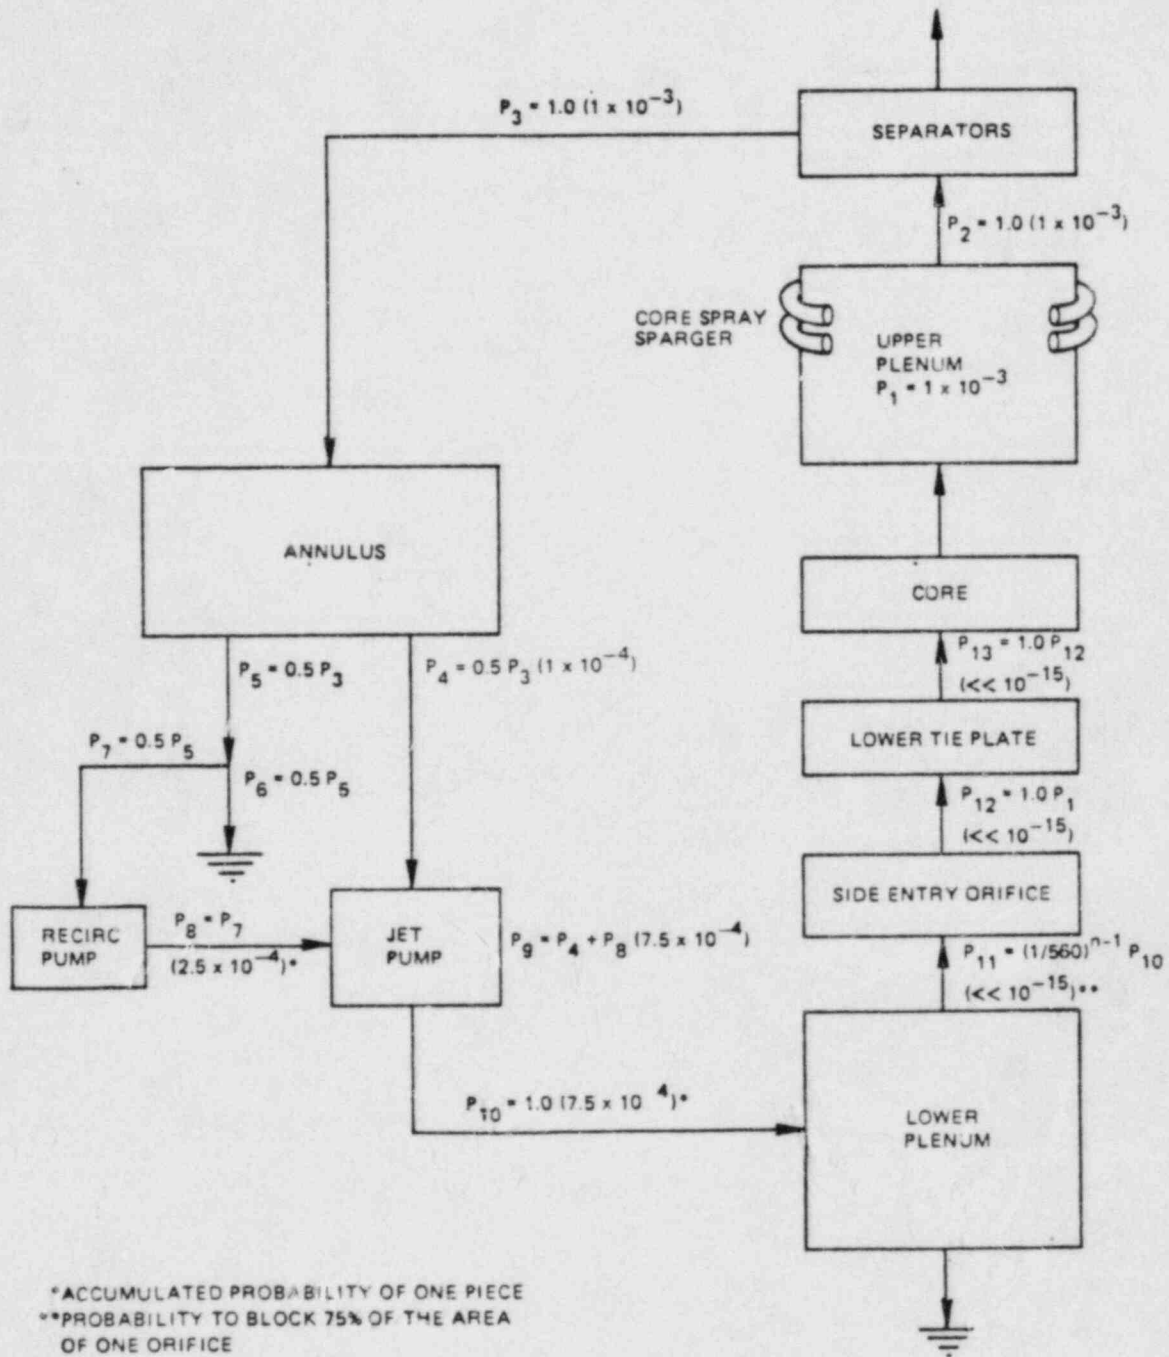 P3 = 1.0 (1 x 10^-3)
SEPARATORS
P2 = 1.0 (1 x 10^-3)
CORE SPRAY
SPARGER
UPPER
PLENUM
P1 = 1 x 10^-3
ANNULUS
CORE
P5 = 0.5 P3
P4 = 0.5 P3 (1 x 10^-4)
P13 = 1.0 P12
(<< 10^-15)
LOWER TIE PLATE
P7 = 0.5 P5
P6 = 0.5 P5
P12 = 1.0 P1
(<< 10^-15)
SIDE ENTRY ORIFICE
RECIRC
PUMP
P8 = P7
(2.5 x 10^-4)*
JET
PUMP
P9 = P4 + P8 (7.5 x 10^-4)
P11 = (1/560)^n-1 P10
(<< 10^-15)**
P10 = 1.0 (7.5 x 10^4)*
LOWER
PLENUM
*ACCUMULATED PROBABILITY OF ONE PIECE
**PROBABILITY TO BLOCK 75% OF THE AREA
OF ONE ORIFICE